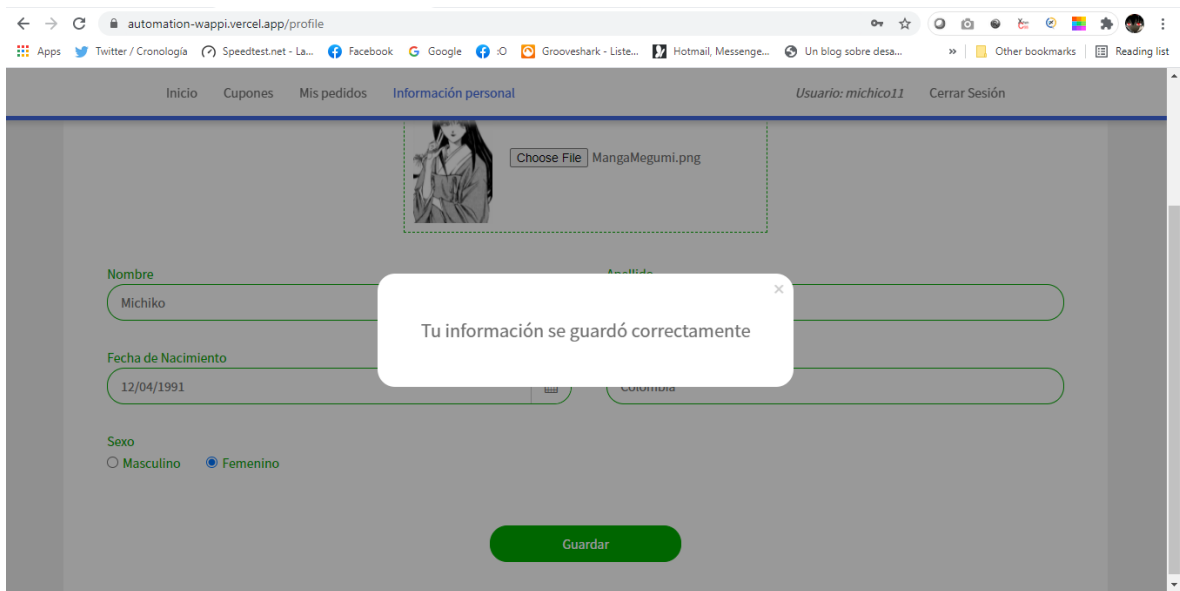 automation-wappi.vercel.app/profile
Apps Twitter / Cronología Speedtest.net - La... Facebook Google :O Grooveshark - Liste... Hotmail, Messenge... Un blog sobre desa... » Other bookmarks Reading list
Inicio Cupones Mis pedidos Información personal Usuario: michico11 Cerrar Sesión
Choose File MangaMegumi.png
Nombre Apellido
Michiko
Tu información se guardó correctamente
Fecha de Nacimiento
12/04/1991 Colombia
Sexo
Masculino Femenino
Guardar